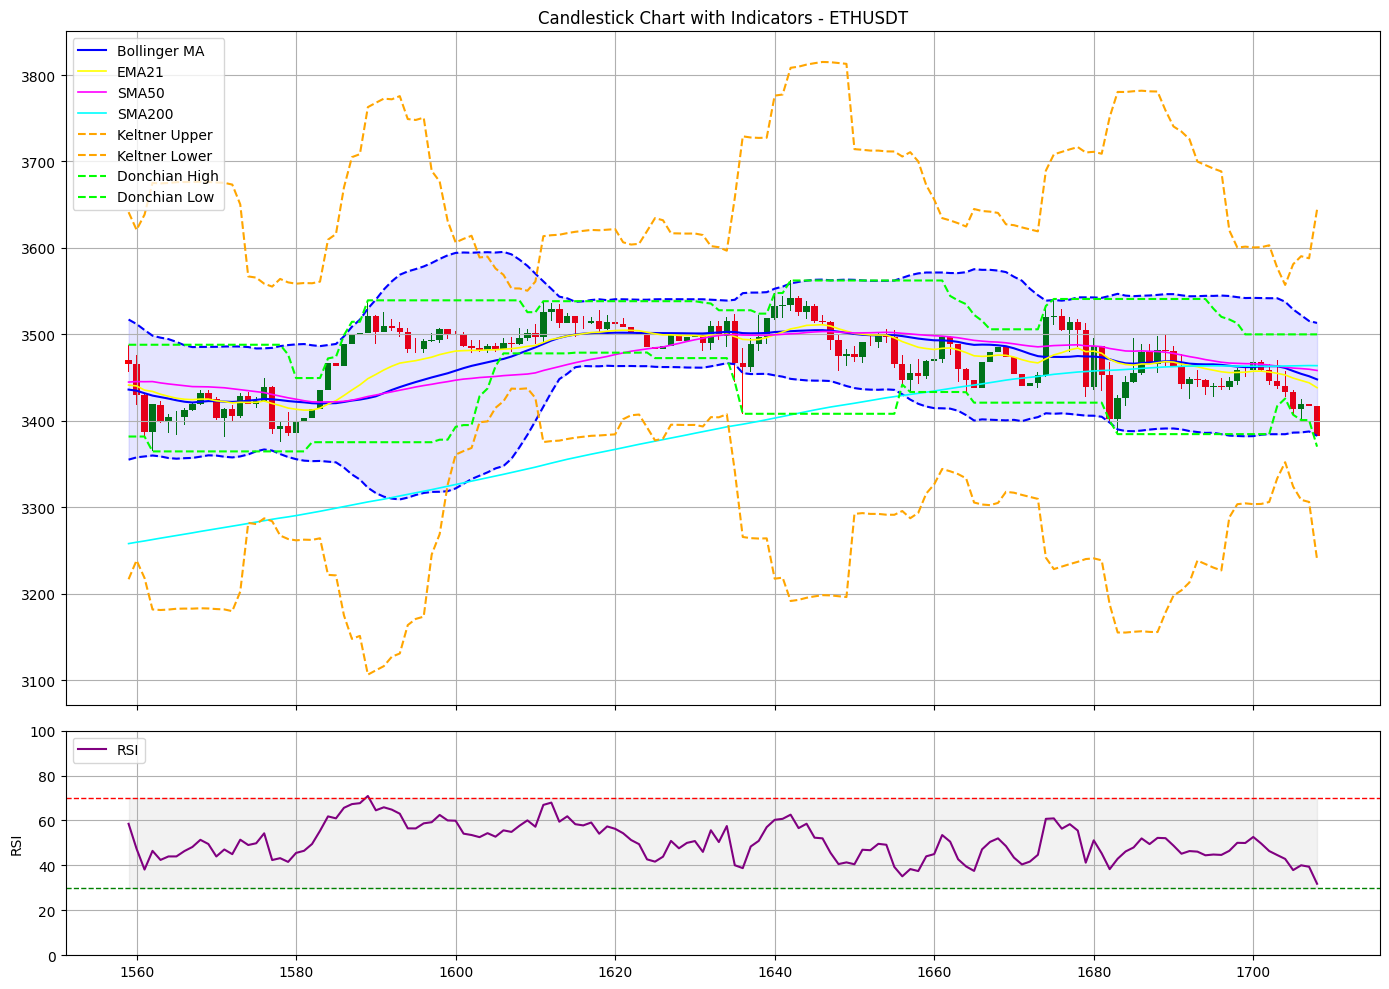 Candlestick Chart with Indicators - ETHUSDT
Bollinger MA
EMA21
SMA50
SMA200
Keltner Upper
Keltner Lower
Donchian High
Donchian Low
3800
3700
3600
3500
3400
3300
3200
3100
RSI
100
80
60
40
20
0
RSI
1560 1580 1600 1620 1640 1660 1680 1700